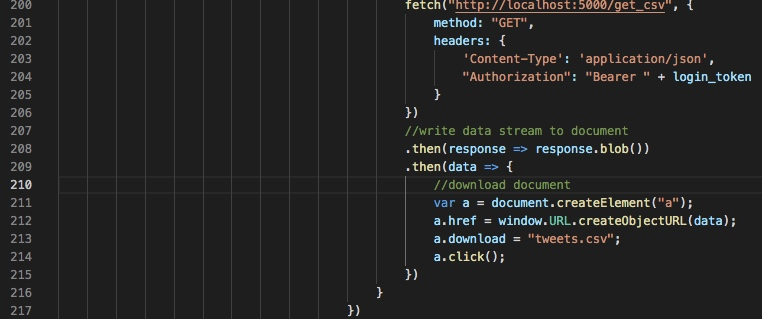 200 fetch("http://localhost:5000/get_csv", {
201 method: "GET",
202 headers: {
203 'Content-Type': 'application/json',
204 "Authorization": "Bearer " + login_token
205 }
206 })
207 //write data stream to document
208 .then(response => response.blob())
209 .then(data => {
210 //download document
211 var a = document.createElement("a");
212 a.href = window.URL.createObjectURL(data);
213 a.download = "tweets.csv";
214 a.click();
215 })
216 }
217 })